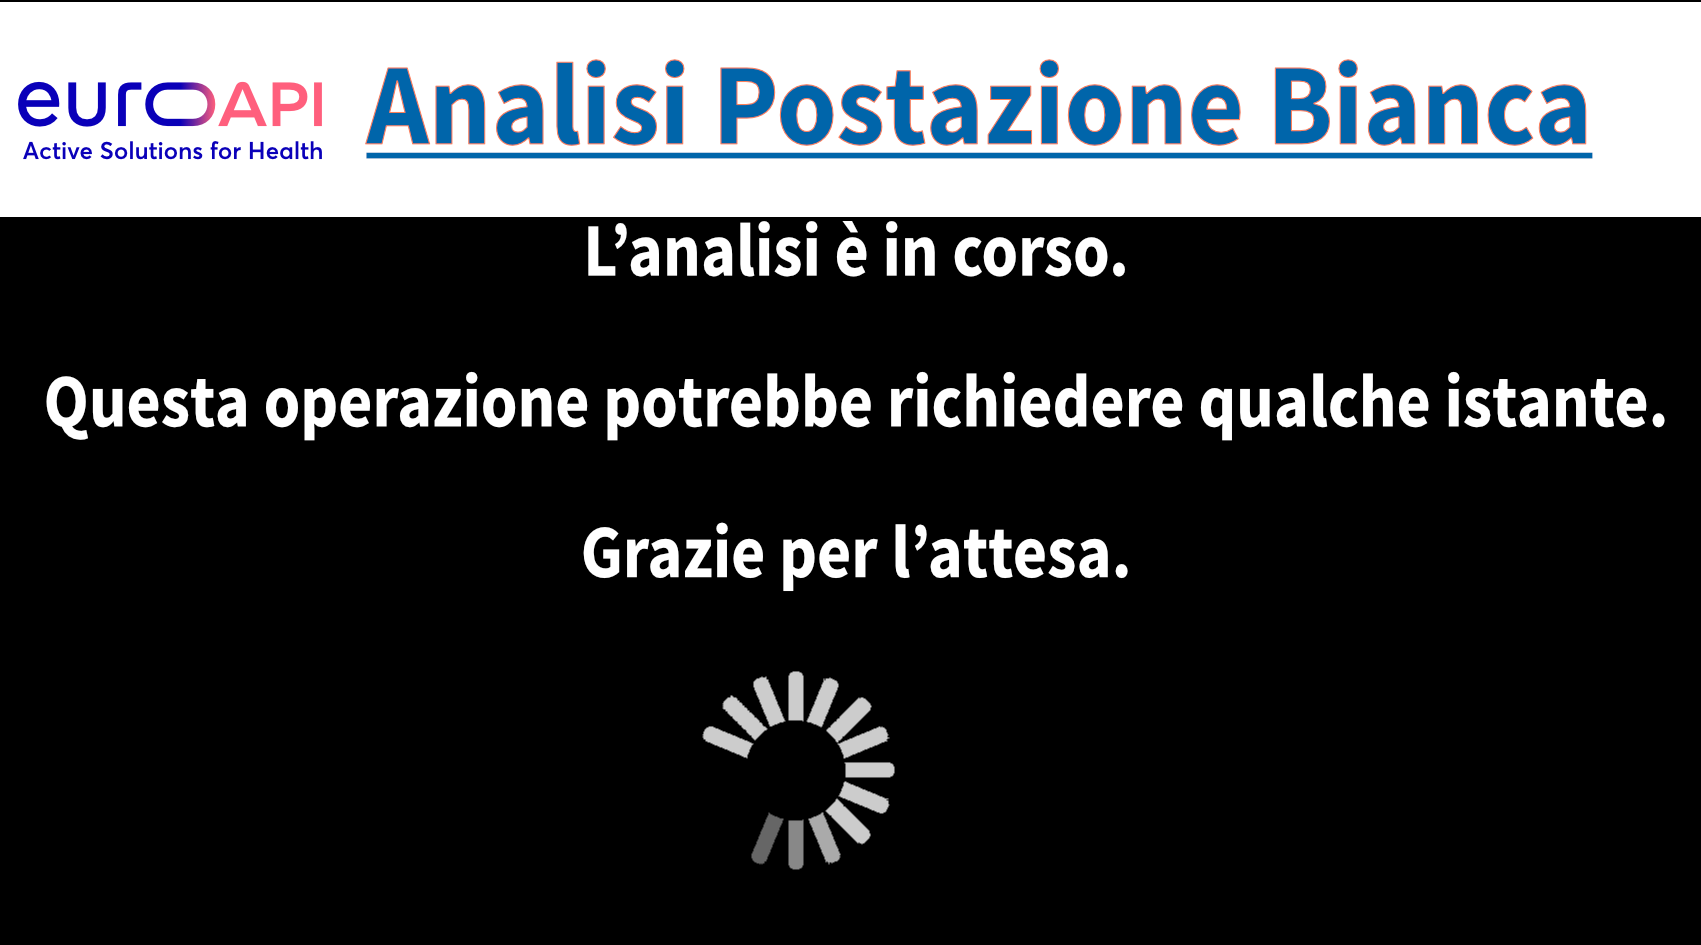 euroAPI
Active Solutions for Health
Analisi Postazione Bianca
L’analisi è in corso.
Questa operazione potrebbe richiedere qualche istante.
Grazie per l’attesa.